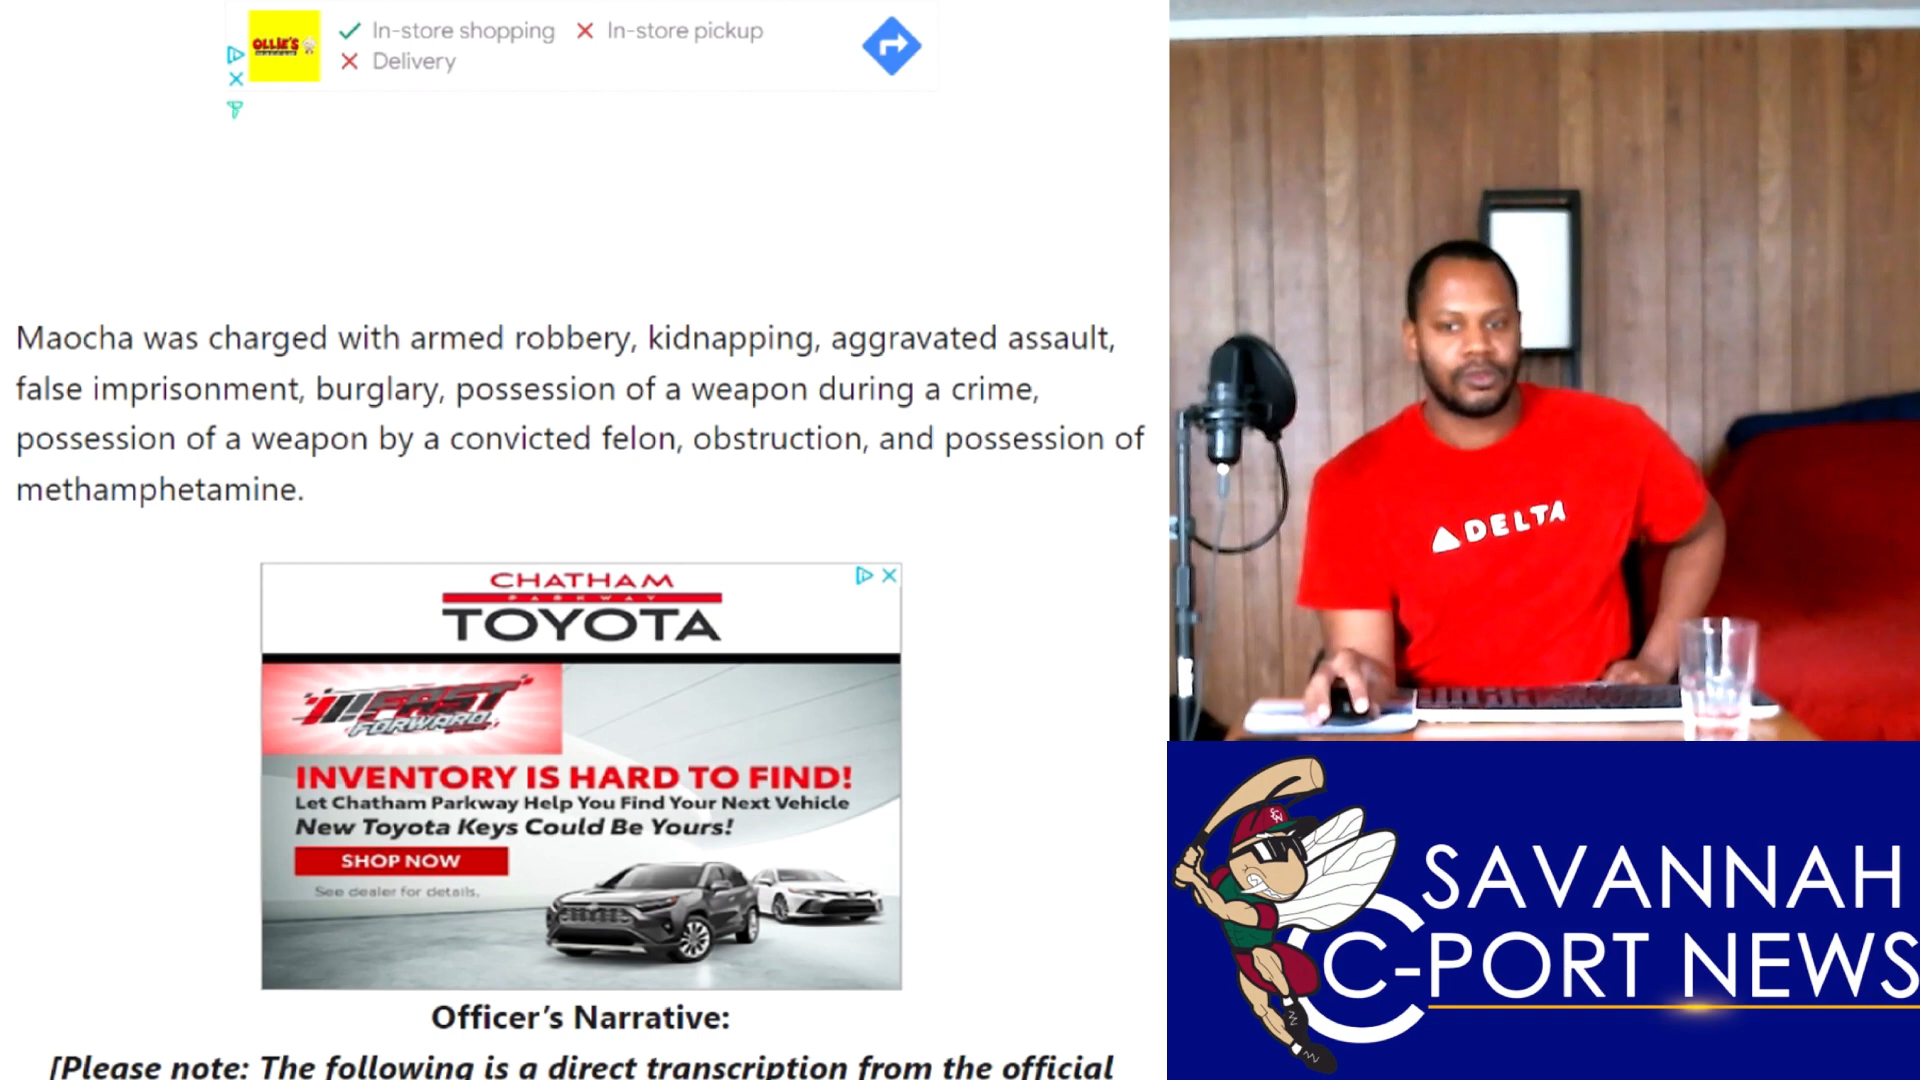 OLLIE'S
In-store shopping
In-store pickup
Delivery
Maocha was charged with armed robbery, kidnapping, aggravated assault,
false imprisonment, burglary, possession of a weapon during a crime,
possession of a weapon by a convicted felon, obstruction, and possession of
methamphetamine.
CHATHAM
PARKWAY
TOYOTA
FAST
FORWARD
INVENTORY IS HARD TO FIND!
Let Chatham Parkway Help You Find Your Next Vehicle
New Toyota Keys Could Be Yours!
SHOP NOW
See dealer for details.
Officer's Narrative:
[Please note: The following is a direct transcription from the official
DELTA
SAVANNAH
C-PORT NEWS